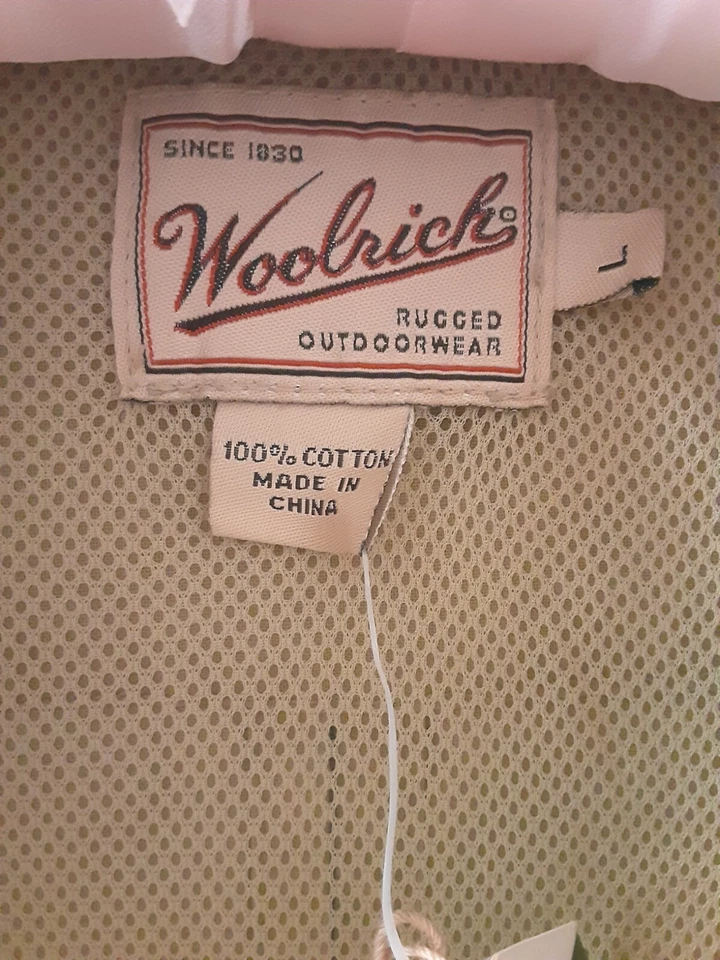 SINCE 1830
Woolrich
RUGGED
OUTDOORWEAR
L
100% COTTON
MADE IN
CHINA